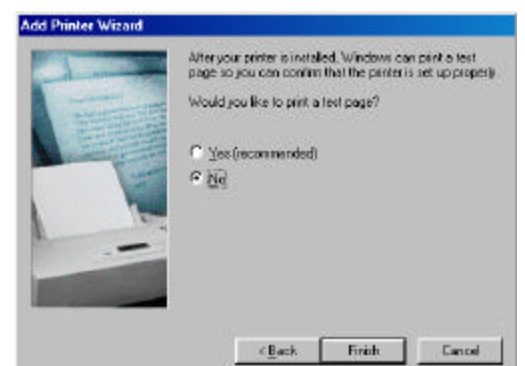 Add Printer Wizard
After your printer is installed, Windows can print a test
page so you can confirm that the printer is set up properly.
Would you like to print a test page?
Yes (recommended)
No
< Back
Finish
Cancel